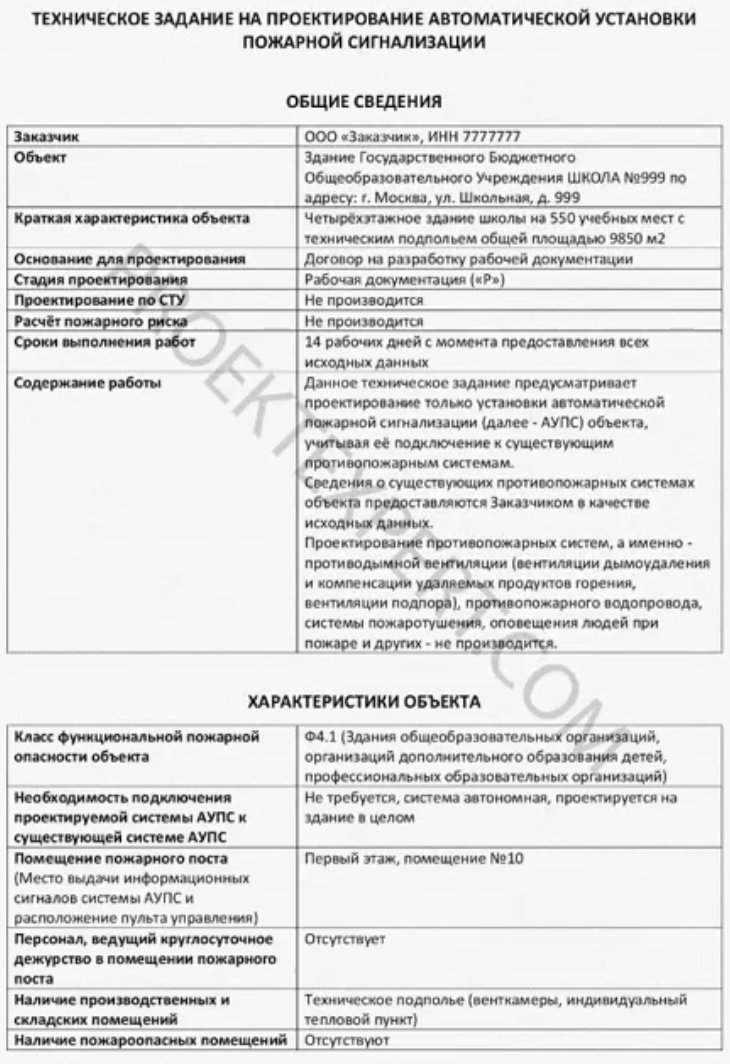 ТЕХНИЧЕСКОЕ ЗАДАНИЕ НА ПРОЕКТИРОВАНИЕ АВТОМАТИЧЕСКОЙ УСТАНОВКИ
ПОЖАРНОЙ СИГНАЛИЗАЦИИ
ОБЩИЕ СВЕДЕНИЯ
Заказчик
ООО «Заказчик», ИНН 7777777
Объект
Здание Государственного Бюджетного
Общеобразовательного Учреждения ШКОЛА №999 по
адресу: г. Москва, ул. Школьная, д. 999
Краткая характеристика объекта
Четырёхэтажное здание школы на 550 учебных мест с
техническим подпольем общей площадью 9850 м2
Основание для проектирования
Договор на разработку рабочей документации
Стадия проектирования
Рабочая документация («Р»)
Проектирование по СТУ
Не производится
Расчёт пожарного риска
Не производится
Сроки выполнения работ
14 рабочих дней с момента предоставления всех
исходных данных
Содержание работы
Данное техническое задание предусматривает
проектирование только установки автоматической
пожарной сигнализации (далее - АУПС) объекта,
учитывая её подключение к существующим
противопожарным системам.
Сведения о существующих противопожарных системах
объекта предоставляются Заказчиком в качестве
исходных данных.
Проектирование противопожарных систем, а именно -
противодымной вентиляции (вентиляции дымоудаления
и компенсации удаляемых продуктов горения,
вентиляции подпора), противопожарного водопровода,
системы пожаротушения, оповещения людей при
пожаре и других - не производится.
ХАРАКТЕРИСТИКИ ОБЪЕКТА
Класс функциональной пожарной
опасности объекта
Ф4.1 (Здания общеобразовательных организаций,
организаций дополнительного образования детей,
профессиональных образовательных организаций)
Необходимость подключения
проектируемой системы АУПС к
существующей системе АУПС
Не требуется, система автономная, проектируется на
здание в целом
Помещение пожарного поста
(Место выдачи информационных
сигналов системы АУПС и
расположение пульта управления)
Первый этаж, помещение №10
Персонал, ведущий круглосуточное
дежурство в помещении пожарного
поста
Отсутствует
Наличие производственных и
складских помещений
Техническое подполье (венткамеры, индивидуальный
тепловой пункт)
Наличие пожароопасных помещений
Отсутствуют
PROEKTEXPERT.COM